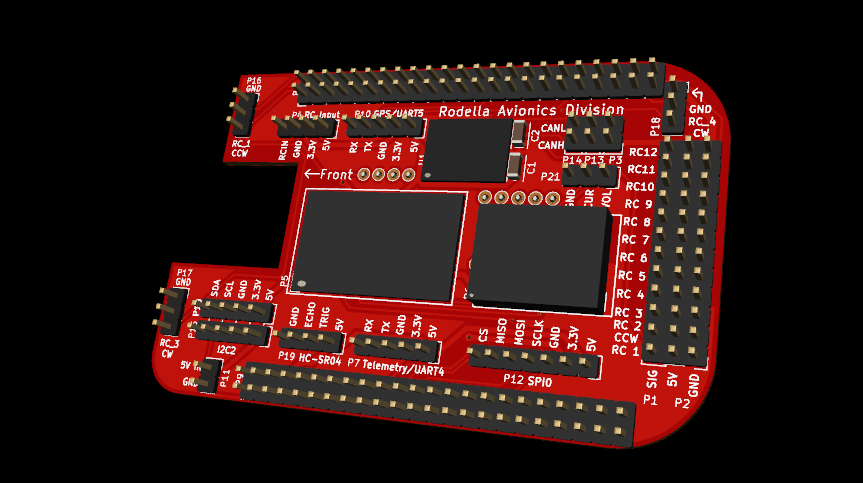 P16
GND
RC_1
CCW
P4 RC_Input
RCIN
GND
3.3V
5V
P10 GPS/UART5
RX
TX
GND
3.3V
5V
Rodella Avionics Division
C2
C1
CANL
CANH
P14
P13
P3
P21
GND
P18
GND
RC_4
CW
←Front
RC12
RC11
RC10
RC 9
RC 8
RC 7
RC 6
RC 5
RC 4
RC 3
RC 2
CCW
RC 1
SIG
5V
GND
P1
P2
P17
GND
RC_3
CW
P5
SDA
SCL
GND
3.3V
5V
I2C2
GND
ECHO
TRIG
5V
P19 HC-SR04
RX
TX
GND
3.3V
5V
P7 Telemetry/UART4
CS
MISO
MOSI
SCLK
GND
3.3V
5V
P12 SPI0
5V
P11
P9